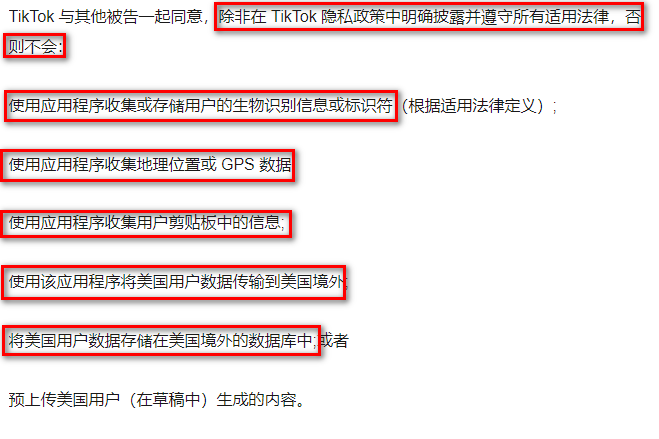 TikTok 与其他被告一起同意，除非在 TikTok 隐私政策中明确披露并遵守所有适用法律，否
则不会：
使用应用程序收集或存储用户的生物识别信息或标识符（根据适用法律定义）；
使用应用程序收集地理位置或 GPS 数据
使用应用程序收集用户剪贴板中的信息;
使用该应用程序将美国用户数据传输到美国境外;
将美国用户数据存储在美国境外的数据库中;或者
预上传美国用户（在草稿中）生成的内容。